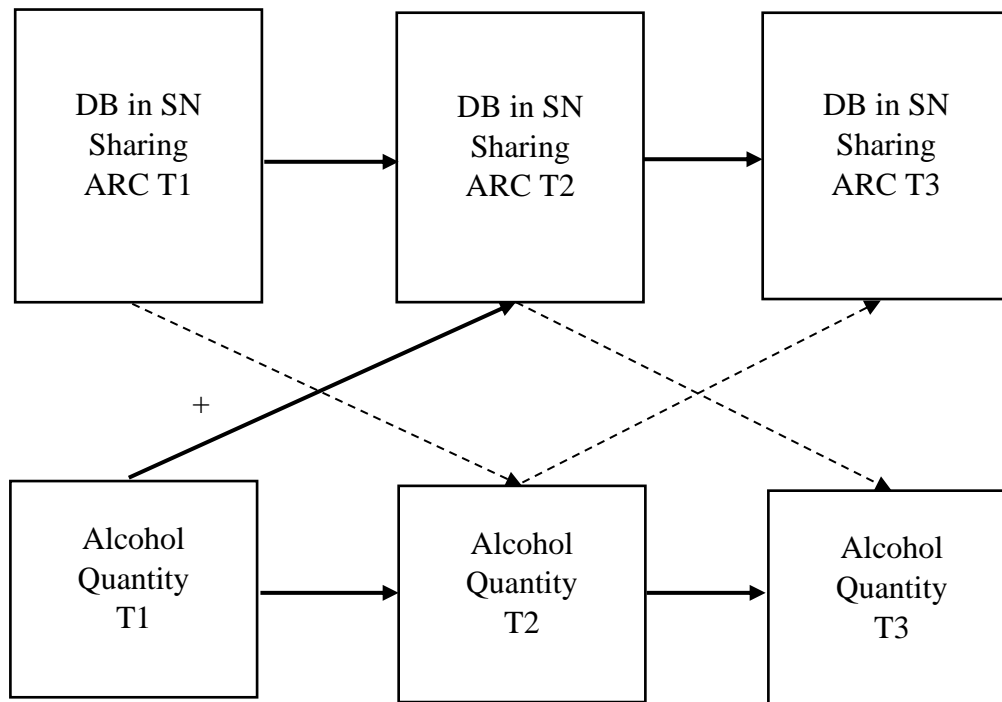 DB in SN
Sharing
ARC T1
DB in SN
Sharing
ARC T2
DB in SN
Sharing
ARC T3
+
Alcohol
Quantity
T1
Alcohol
Quantity
T2
Alcohol
Quantity
T3